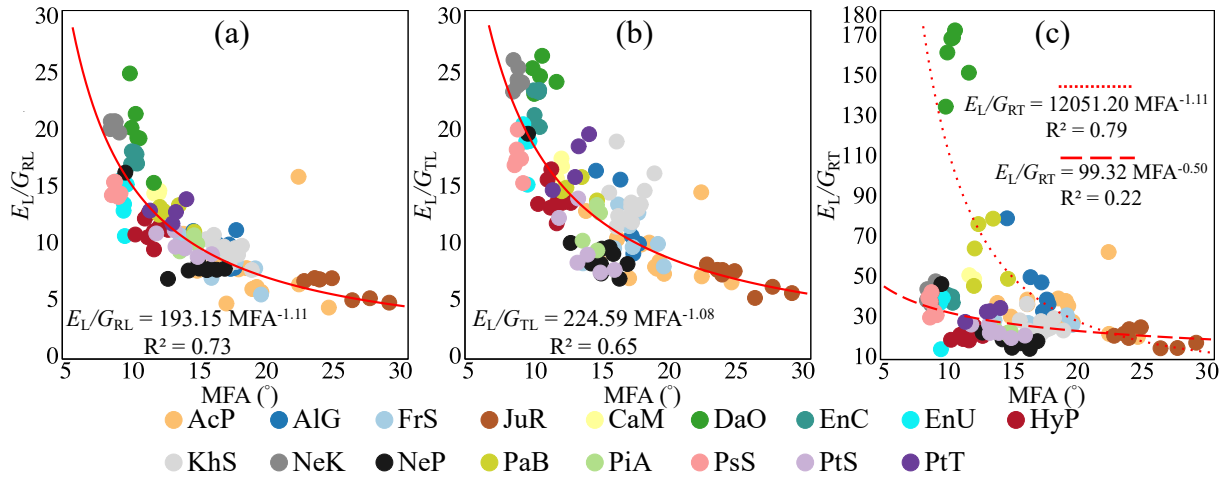 (a)
30
25
20
15
10
5
0
E_L/G_RL
E_L/G_RL = 193.15 MFA^-1.11
R² = 0.73
5 10 15 20 25 30
MFA (°)
(b)
30
25
20
15
10
5
0
E_L/G_TL
E_L/G_TL = 224.59 MFA^-1.08
R² = 0.65
5 10 15 20 25 30
MFA (°)
(c)
180
170
150
130
110
90
70
50
30
10
E_L/G_RT
E_L/G_RT = 12051.20 MFA^-1.11
R² = 0.79
E_L/G_RT = 99.32 MFA^-0.50
R² = 0.22
5 10 15 20 25 30
MFA (°)
AcP AlG FrS JuR CaM DaO EnC EnU HyP
KhS NeK NeP PaB PiA PsS PtS PtT